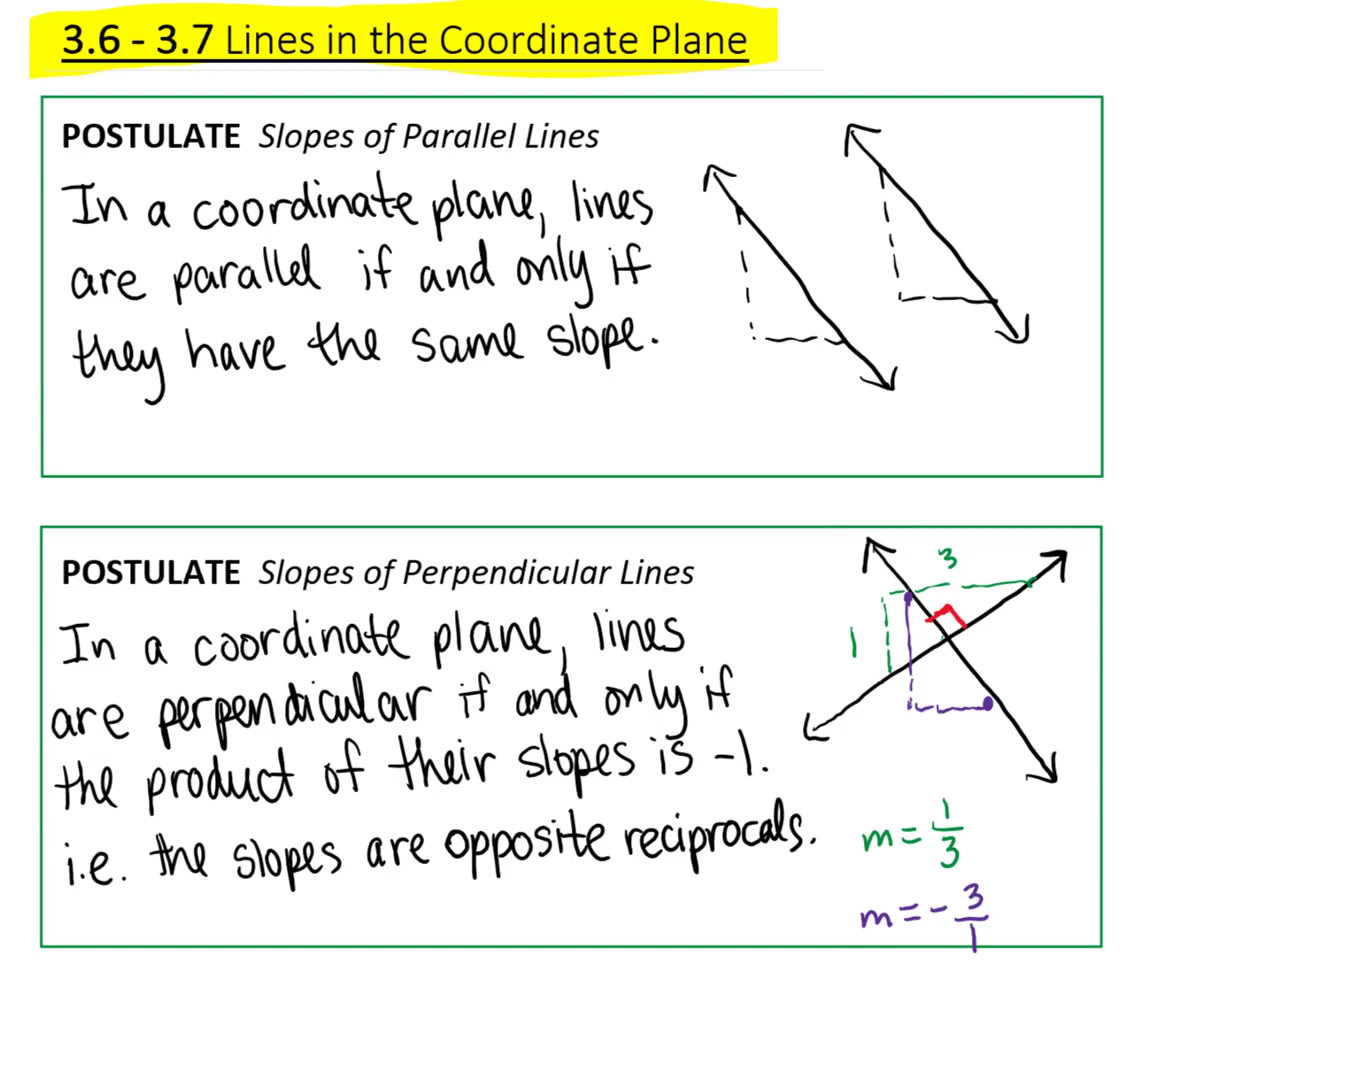 3.6 - 3.7 Lines in the Coordinate Plane
POSTULATE Slopes of Parallel Lines
In a coordinate plane, lines
are parallel if and only if
they have the same slope.
POSTULATE Slopes of Perpendicular Lines
In a coordinate plane, lines
are perpendicular if and only if
the product of their slopes is -1.
i.e. the slopes are opposite reciprocals.
3
1
m = 1/3
m = - 3/1